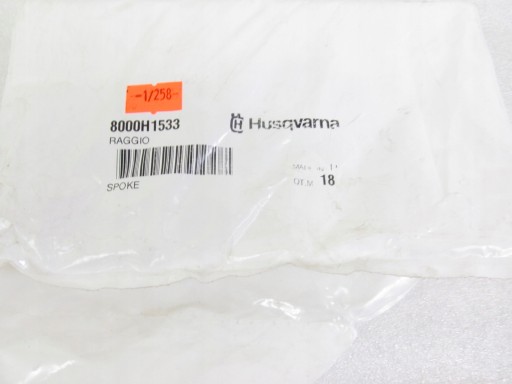 -1/258-
8000H1533
Husqvarna
RAGGIO
SPOKE
18